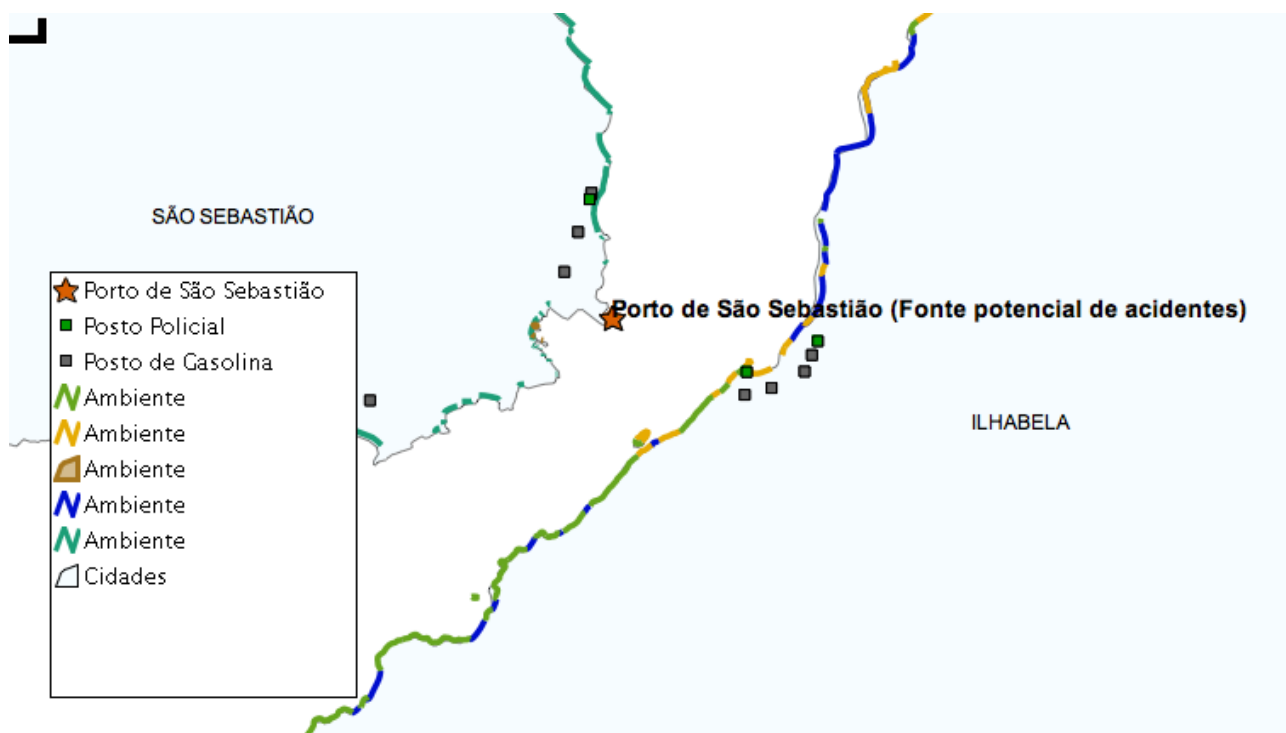 SÃO SEBASTIÃO
Porto de São Sebastião
Posto Policial
Posto de Gasolina
Ambiente
Ambiente
Ambiente
Ambiente
Ambiente
Cidades
Porto de São Sebastião (Fonte potencial de acidentes)
ILHABELA